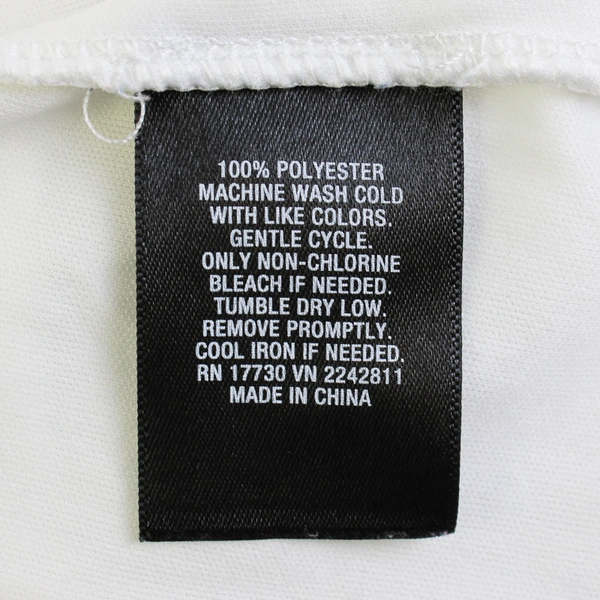 100% POLYESTER
MACHINE WASH COLD
WITH LIKE COLORS.
GENTLE CYCLE.
ONLY NON-CHLORINE
BLEACH IF NEEDED.
TUMBLE DRY LOW.
REMOVE PROMPTLY.
COOL IRON IF NEEDED.
RN 17730 VN 2242811
MADE IN CHINA